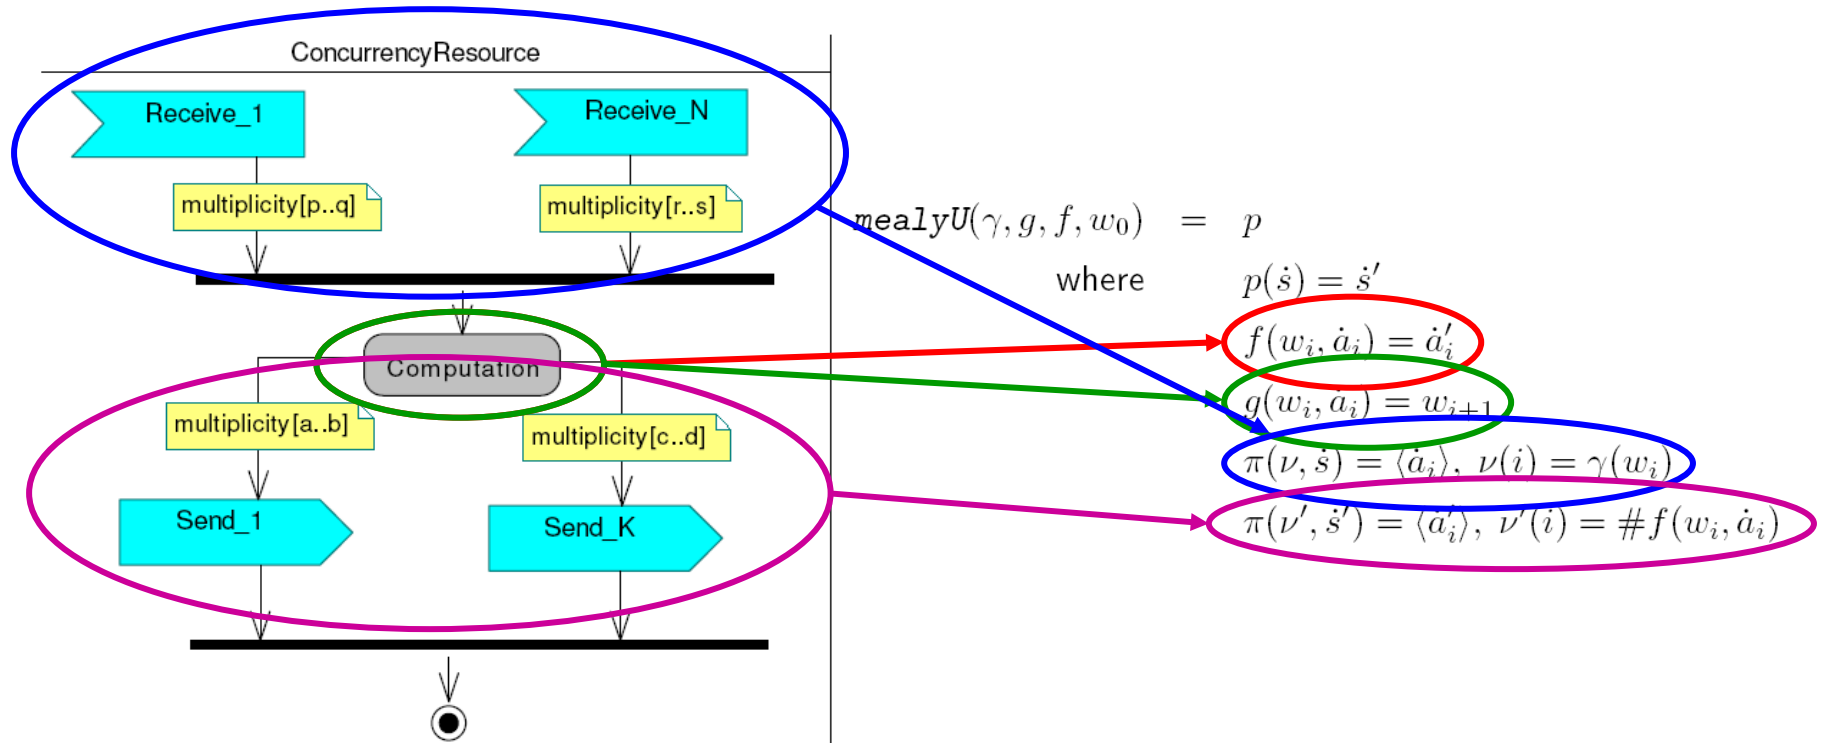 ConcurrencyResource
Receive_1
Receive_N
multiplicity[p..q]
multiplicity[r..s]
Computation
multiplicity[a..b]
multiplicity[c..d]
Send_1
Send_K
mealyU(γ, g, f, w₀) = p
where p(ṡ) = ṡ′
f(wᵢ, ȧᵢ) = ȧ′ᵢ
g(wᵢ, ȧᵢ) = wᵢ₊₁
π(ν, ṡ) = ⟨ȧᵢ⟩, ν(i) = γ(wᵢ)
π(ν′, ṡ′) = ⟨ȧ′ᵢ⟩, ν′(i) = #f(wᵢ, ȧᵢ)